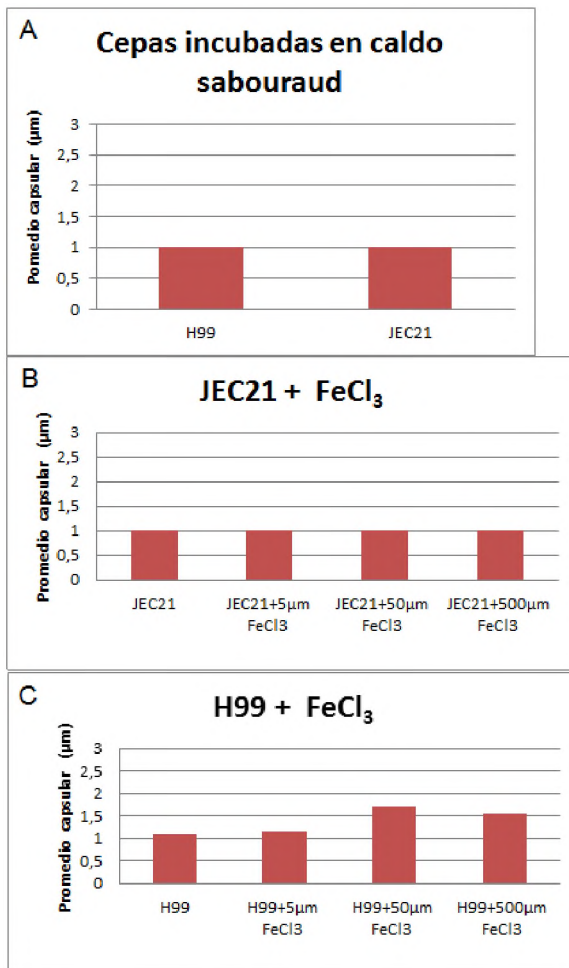 A
Cepas incubadas en caldo
sabouraud
Pomedio capsular (µm)
3
2,5
2
1,5
1
0,5
0
H99 JEC21
B
JEC21 + FeCl₃
Promedio capsular (µm)
3
2,5
2
1,5
1
0,5
0
JEC21 JEC21+5µm JEC21+50µm JEC21+500µm
FeCl3 FeCl3 FeCl3
C
H99 + FeCl₃
Promedio capsular (µm)
3
2,5
2
1,5
1
0,5
0
H99 H99+5µm H99+50µm H99+500µm
FeCl3 FeCl3 FeCl3